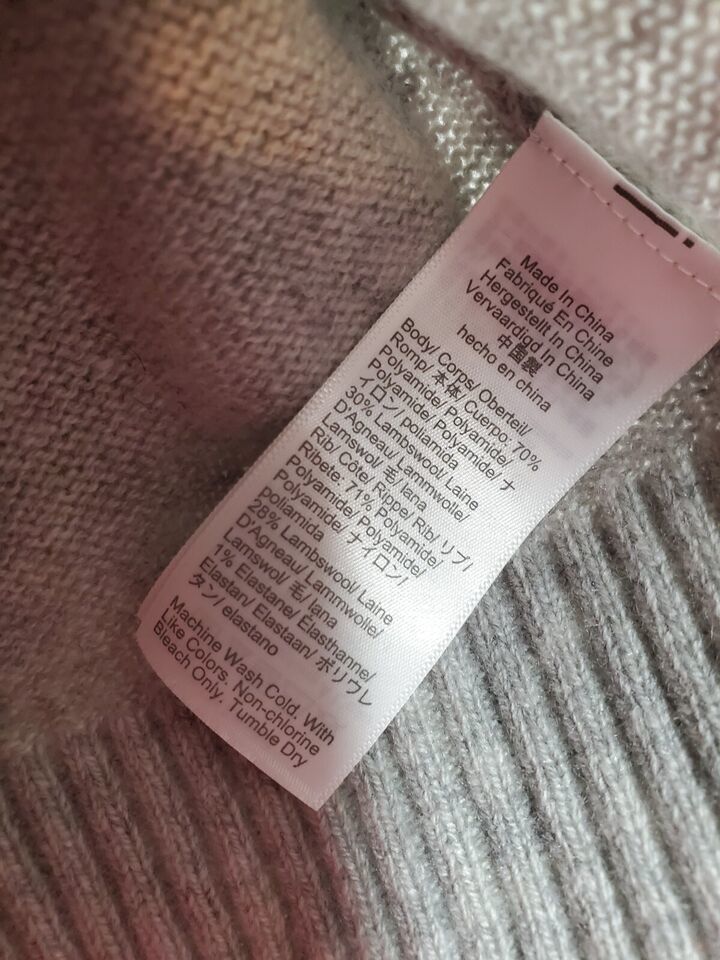 Made In China
Fabriqué En Chine
Hergestellt In China
Vervaardigd In China
中国製
hecho en china
Body/ Corps/ Oberteil/
Romp/ 本体/ Cuerpo: 70%
Polyamide/ Polyamide/
Polyamide/ Polyamide/ ナ
イロン/ poliamida
30% Lambswool/ Laine
D'Agneau/ Lammwolle/
Lamswol/ 毛/ lana
Rib/ Côte/ Rippe/ Rib/ リブ/
Ribete: 71% Polyamide/
Polyamide/ Polyamide/
Polyamide/ ナイロン/
poliamida
28% Lambswool/ Laine
D'Agneau/ Lammwolle/
Lamswol/ 毛/ lana
1% Elastane/ Élasthanne/
Elastan/ Elastaan/ ポリウレ
タン/ elastano
Machine Wash Cold. With
Like Colors. Non-chlorine
Bleach Only. Tumble Dry